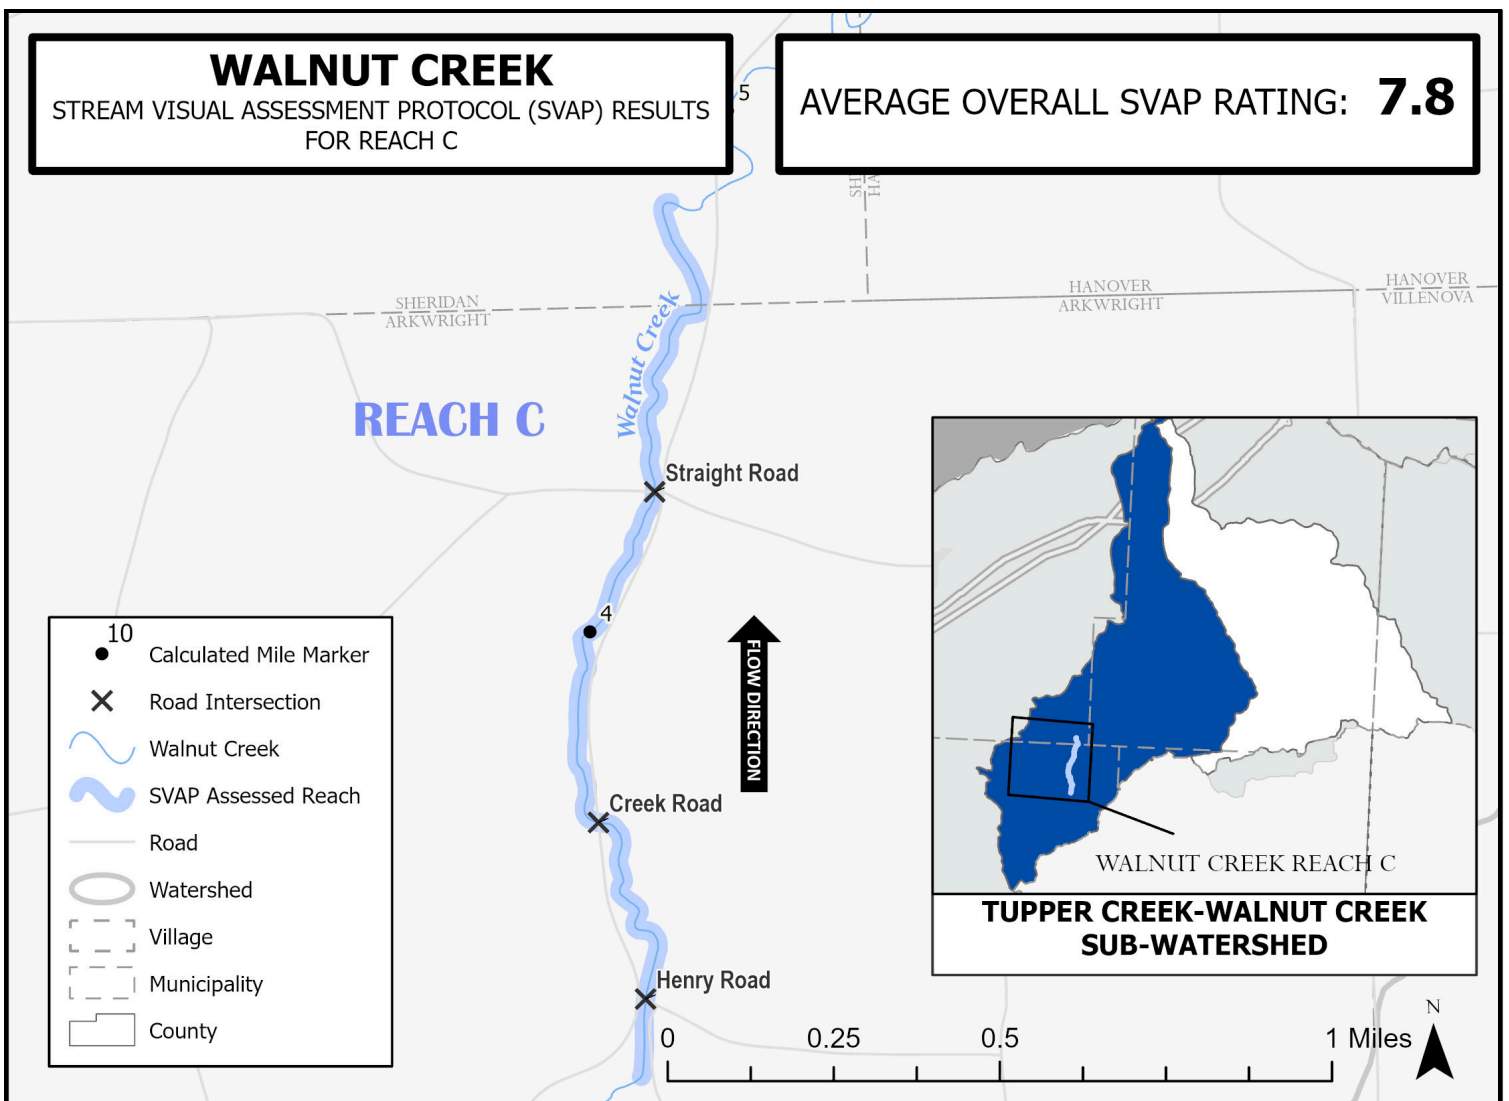 WALNUT CREEK
STREAM VISUAL ASSESSMENT PROTOCOL (SVAP) RESULTS
FOR REACH C
5
AVERAGE OVERALL SVAP RATING: 7.8
SHERIDAN
ARKWRIGHT
HANOVER
ARKWRIGHT
HANOVER
VILLENOVA
Walnut Creek
REACH C
Straight Road
4
FLOW DIRECTION
Creek Road
Henry Road
10
Calculated Mile Marker
Road Intersection
Walnut Creek
SVAP Assessed Reach
Road
Watershed
Village
Municipality
County
WALNUT CREEK REACH C
TUPPER CREEK-WALNUT CREEK
SUB-WATERSHED
0 0.25 0.5 1 Miles
N